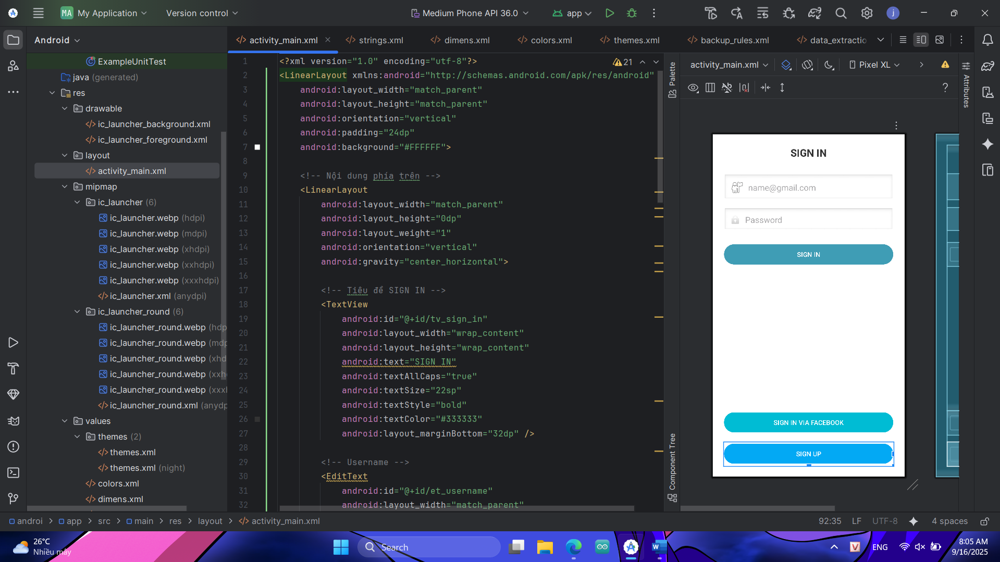 MA My Application
Version control
Medium Phone API 36.0
app
j
Android
activity_main.xml
strings.xml
dimens.xml
colors.xml
themes.xml
backup_rules.xml
data_extractio
ExampleUnitTest
java (generated)
res
drawable
ic_launcher_background.xml
ic_launcher_foreground.xml
layout
activity_main.xml
mipmap
ic_launcher (6)
ic_launcher.webp (hdpi)
ic_launcher.webp (mdpi)
ic_launcher.webp (xhdpi)
ic_launcher.webp (xxhdpi)
ic_launcher.webp (xxxhdpi)
ic_launcher.xml (anydpi)
ic_launcher_round (6)
ic_launcher_round.webp (hdp
ic_launcher_round.webp (mdp
ic_launcher_round.webp (xhd
ic_launcher_round.webp (xxh
ic_launcher_round.webp (xxxh
ic_launcher_round.xml (anydp
values
themes (2)
themes.xml
themes.xml (night)
colors.xml
dimens.xml
21
1 <?xml version="1.0" encoding="utf-8"?>
2 <LinearLayout xmlns:android="http://schemas.android.com/apk/res/android"
3 android:layout_width="match_parent"
4 android:layout_height="match_parent"
5 android:orientation="vertical"
6 android:padding="24dp"
7 android:background="#FFFFFF">
8
9 <!-- Nội dung phía trên -->
10 <LinearLayout
11 android:layout_width="match_parent"
12 android:layout_height="0dp"
13 android:layout_weight="1"
14 android:orientation="vertical"
15 android:gravity="center_horizontal">
16
17 <!-- Tiêu đề SIGN IN -->
18 <TextView
19 android:id="@+id/tv_sign_in"
20 android:layout_width="wrap_content"
21 android:layout_height="wrap_content"
22 android:text="SIGN IN"
23 android:textAllCaps="true"
24 android:textSize="22sp"
25 android:textStyle="bold"
26 android:textColor="#333333"
27 android:layout_marginBottom="32dp" />
28
29 <!-- Username -->
30 <EditText
31 android:id="@+id/et_username"
32 android:layout_width="match_parent"
Palette
Component Tree
activity_main.xml
Pixel XL
?
Attributes
SIGN IN
name@gmail.com
Password
SIGN IN
SIGN IN VIA FACEBOOK
SIGN UP
androi > app > src > main > res > layout > activity_main.xml
92:35
LF
UTF-8
4 spaces
26°C
Nhiều mây
Search
W
V
ENG
8:05 AM
9/16/2025